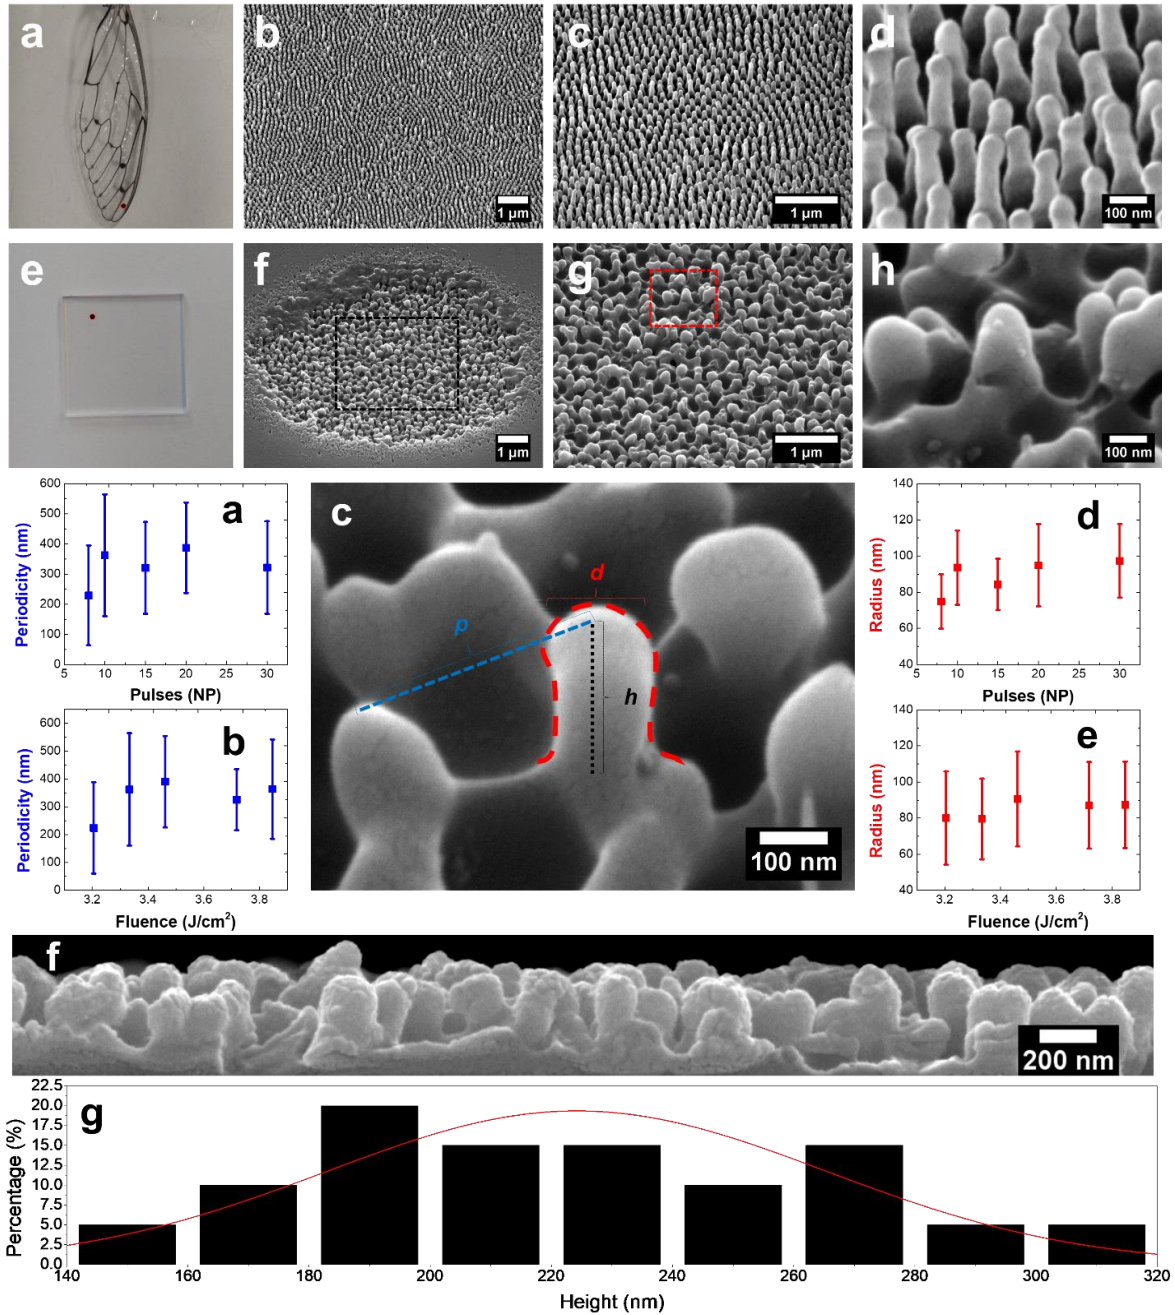 a
b
c
d
1 µm
1 µm
100 nm
e
f
g
h
1 µm
1 µm
100 nm
600
500
400
300
200
100
0
Periodicity (nm)
a
5 10 15 20 25 30
Pulses (NP)
600
500
400
300
200
100
0
Periodicity (nm)
b
3.2 3.4 3.6 3.8
Fluence (J/cm²)
c
d
p
h
100 nm
140
120
100
80
60
40
Radius (nm)
d
5 10 15 20 25 30
Pulses (NP)
140
120
100
80
60
40
Radius (nm)
e
3.2 3.4 3.6 3.8
Fluence (J/cm²)
f
200 nm
22.5
20.0
17.5
15.0
12.5
10.0
7.5
5.0
2.5
0.0
Percentage (%)
g
140 160 180 200 220 240 260 280 300 320
Height (nm)